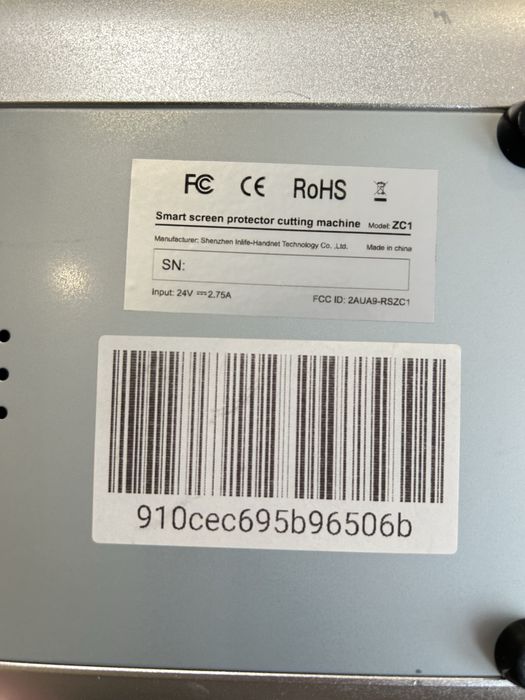 FC CE RoHS
Smart screen protector cutting machine Model: ZC1
Manufacturer: Shenzhen Inlife-Handnet Technology Co., Ltd. Made in china
SN:
Input: 24V ⎓2.75A FCC ID: 2AUA9-RSZC1
910cec695b96506b